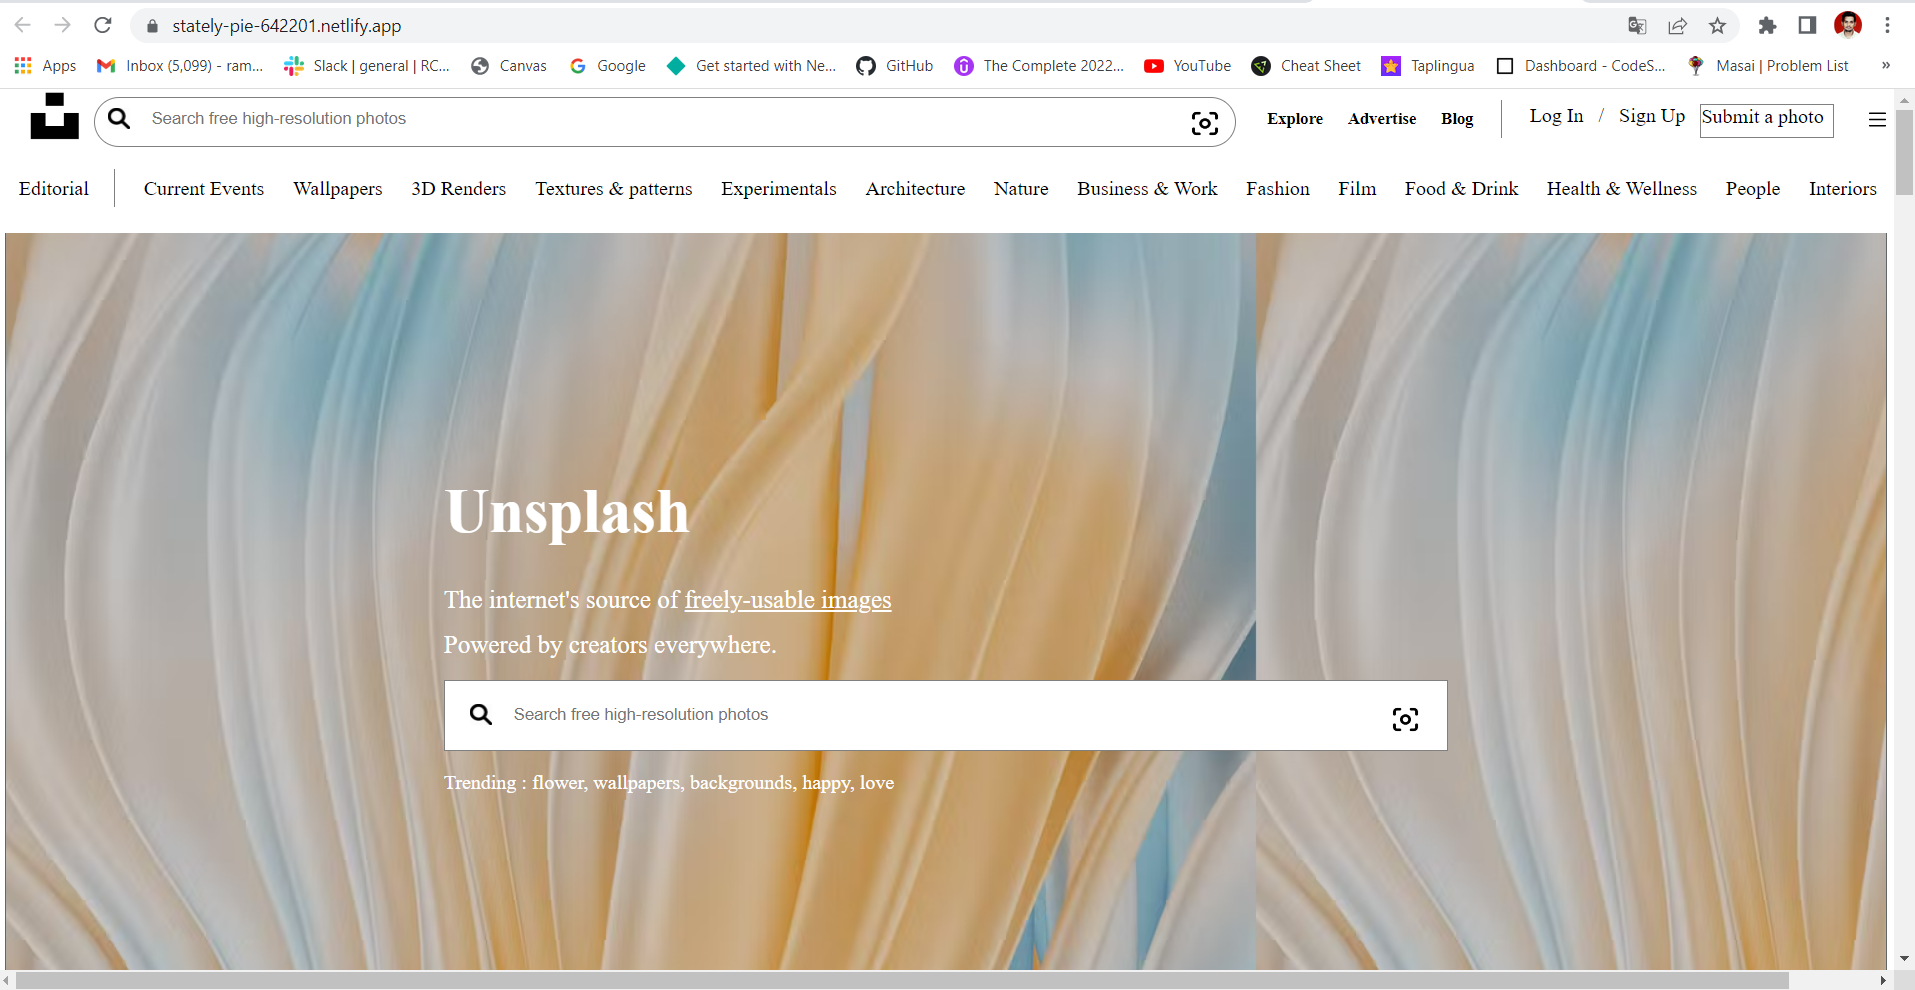 stately-pie-642201.netlify.app
Apps Inbox (5,099) - ram... Slack | general | RC... Canvas Google Get started with Ne... GitHub The Complete 2022... YouTube Cheat Sheet Taplingua Dashboard - CodeS... Masai | Problem List »
Search free high-resolution photos Explore Advertise Blog Log In / Sign Up Submit a photo
Editorial Current Events Wallpapers 3D Renders Textures & patterns Experimentals Architecture Nature Business & Work Fashion Film Food & Drink Health & Wellness People Interiors
Unsplash
The internet's source of freely-usable images
Powered by creators everywhere.
Search free high-resolution photos
Trending : flower, wallpapers, backgrounds, happy, love